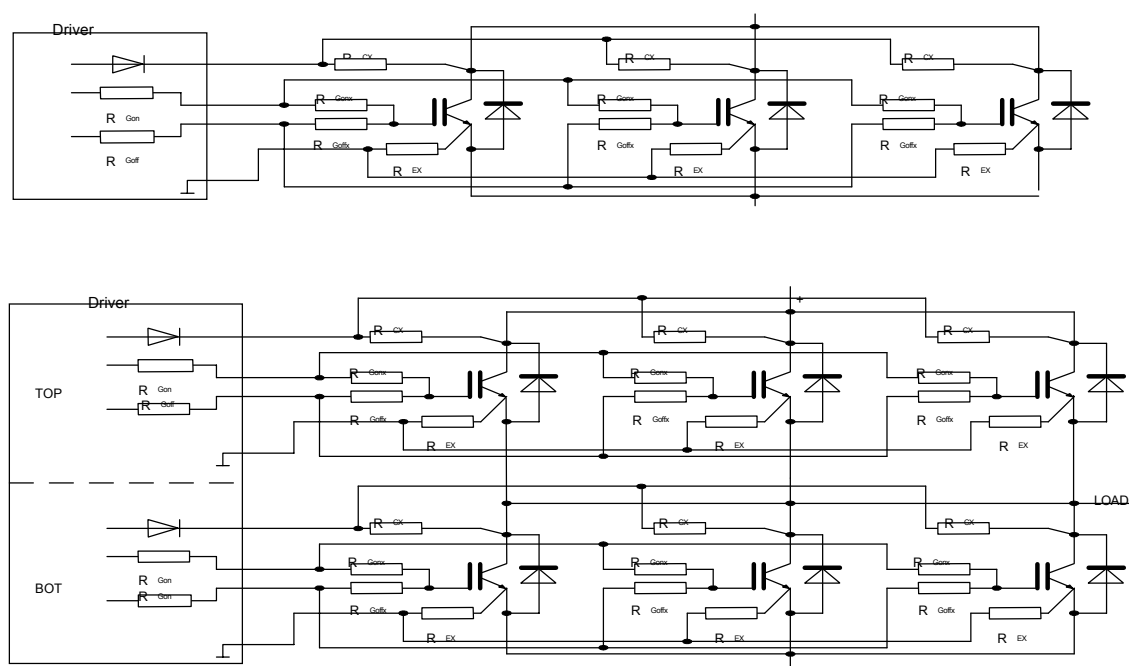 Driver
R CX R CX R CX
R Gonx R Gonx R Gonx
R Gon
R Goffx R Goffx R Goffx
R Goff
R EX R EX R EX
Driver
+
R CX R CX R CX
R Gonx R Gonx R Gonx
TOP
R Gon
R Goff
R Goffx R Goffx R Goffx
R EX R EX R EX
LOAD
R CX R CX R CX
R Gonx R Gonx R Gonx
BOT
R Gon
R Gon
R Goffx R Goffx R Goffx
R EX R EX R EX